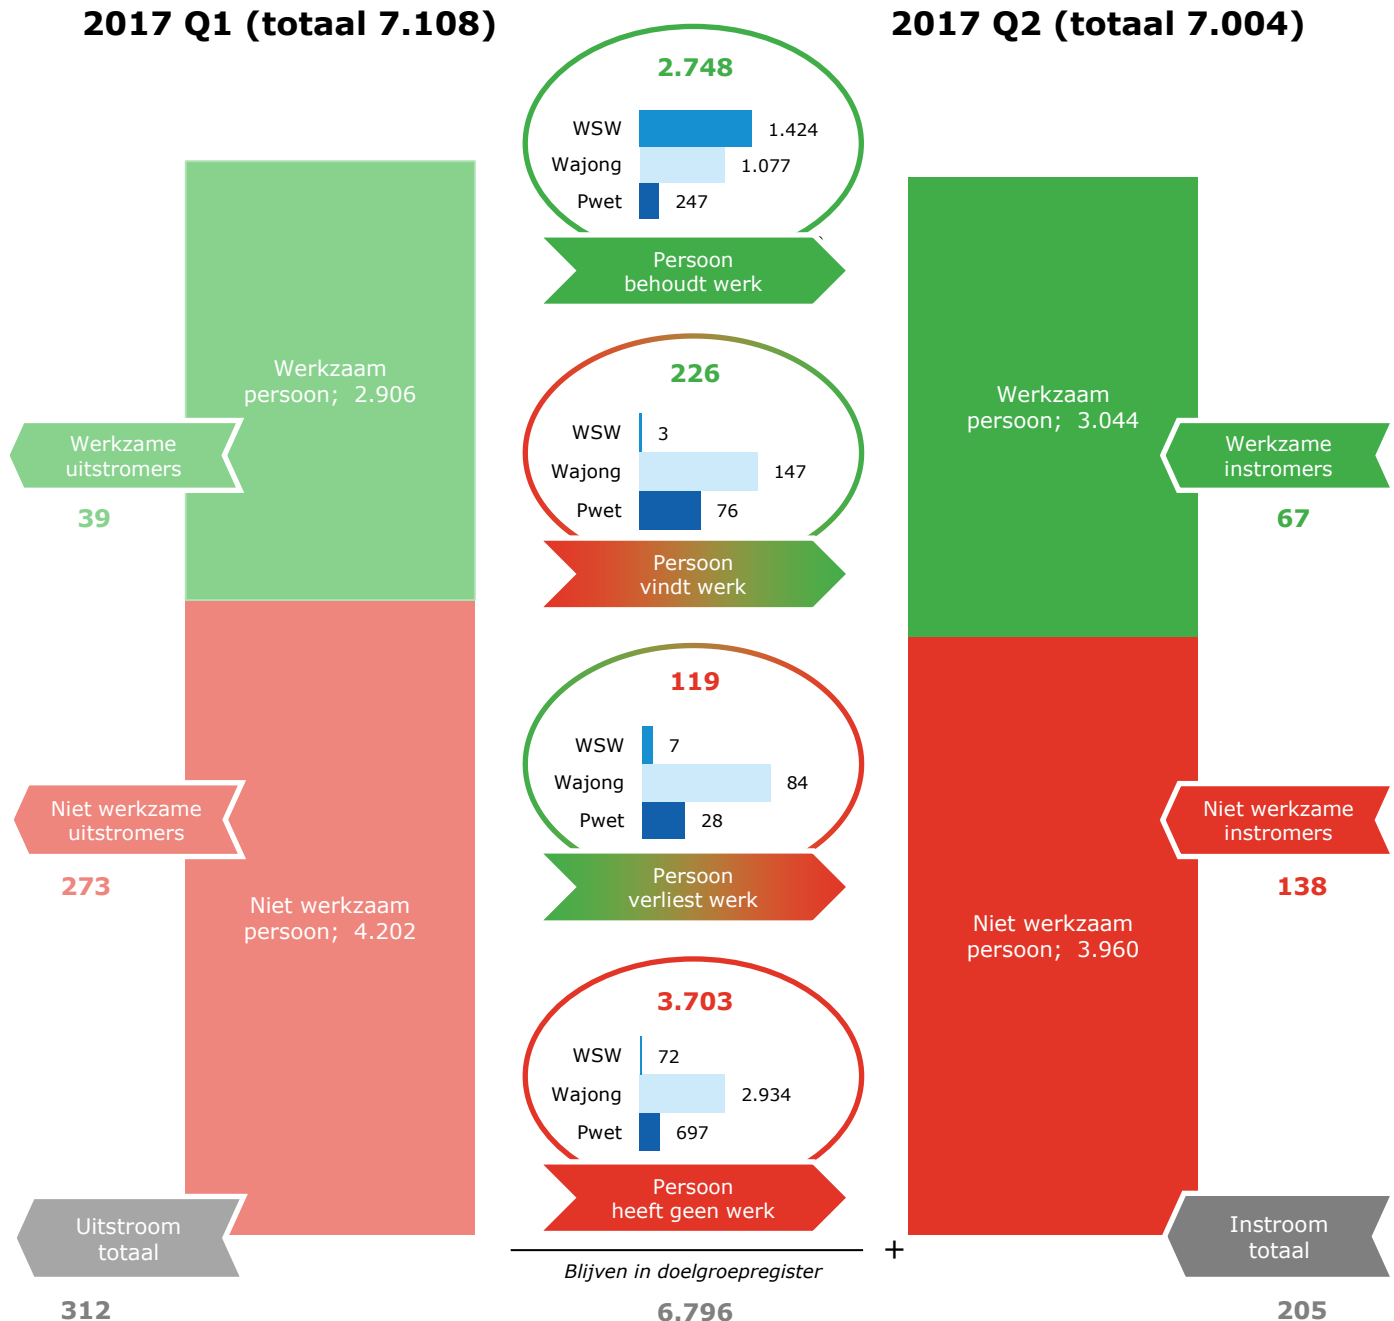 2017 Q1 (totaal 7.108)
2017 Q2 (totaal 7.004)
2.748
WSW 1.424
Wajong 1.077
Pwet 247
Persoon
behoudt werk
Werkzaam
persoon; 2.906
Werkzame
uitstromers
39
226
WSW 3
Wajong 147
Pwet 76
Persoon
vindt werk
Werkzaam
persoon; 3.044
Werkzame
instromers
67
119
WSW 7
Wajong 84
Pwet 28
Persoon
verliest werk
Niet werkzame
uitstromers
273
Niet werkzaam
persoon; 4.202
Niet werkzame
instromers
138
Niet werkzaam
persoon; 3.960
3.703
WSW 72
Wajong 2.934
Pwet 697
Persoon
heeft geen werk
Uitstroom
totaal
312
+
Blijven in doelgroepregister
6.796
Instroom
totaal
205